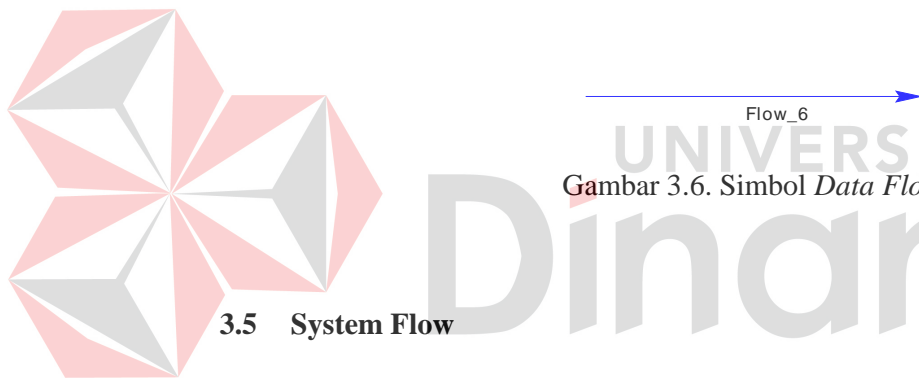 Flow_6
UNIVERS
Gambar 3.6. Simbol Data Flo
Dinar
3.5 System Flow